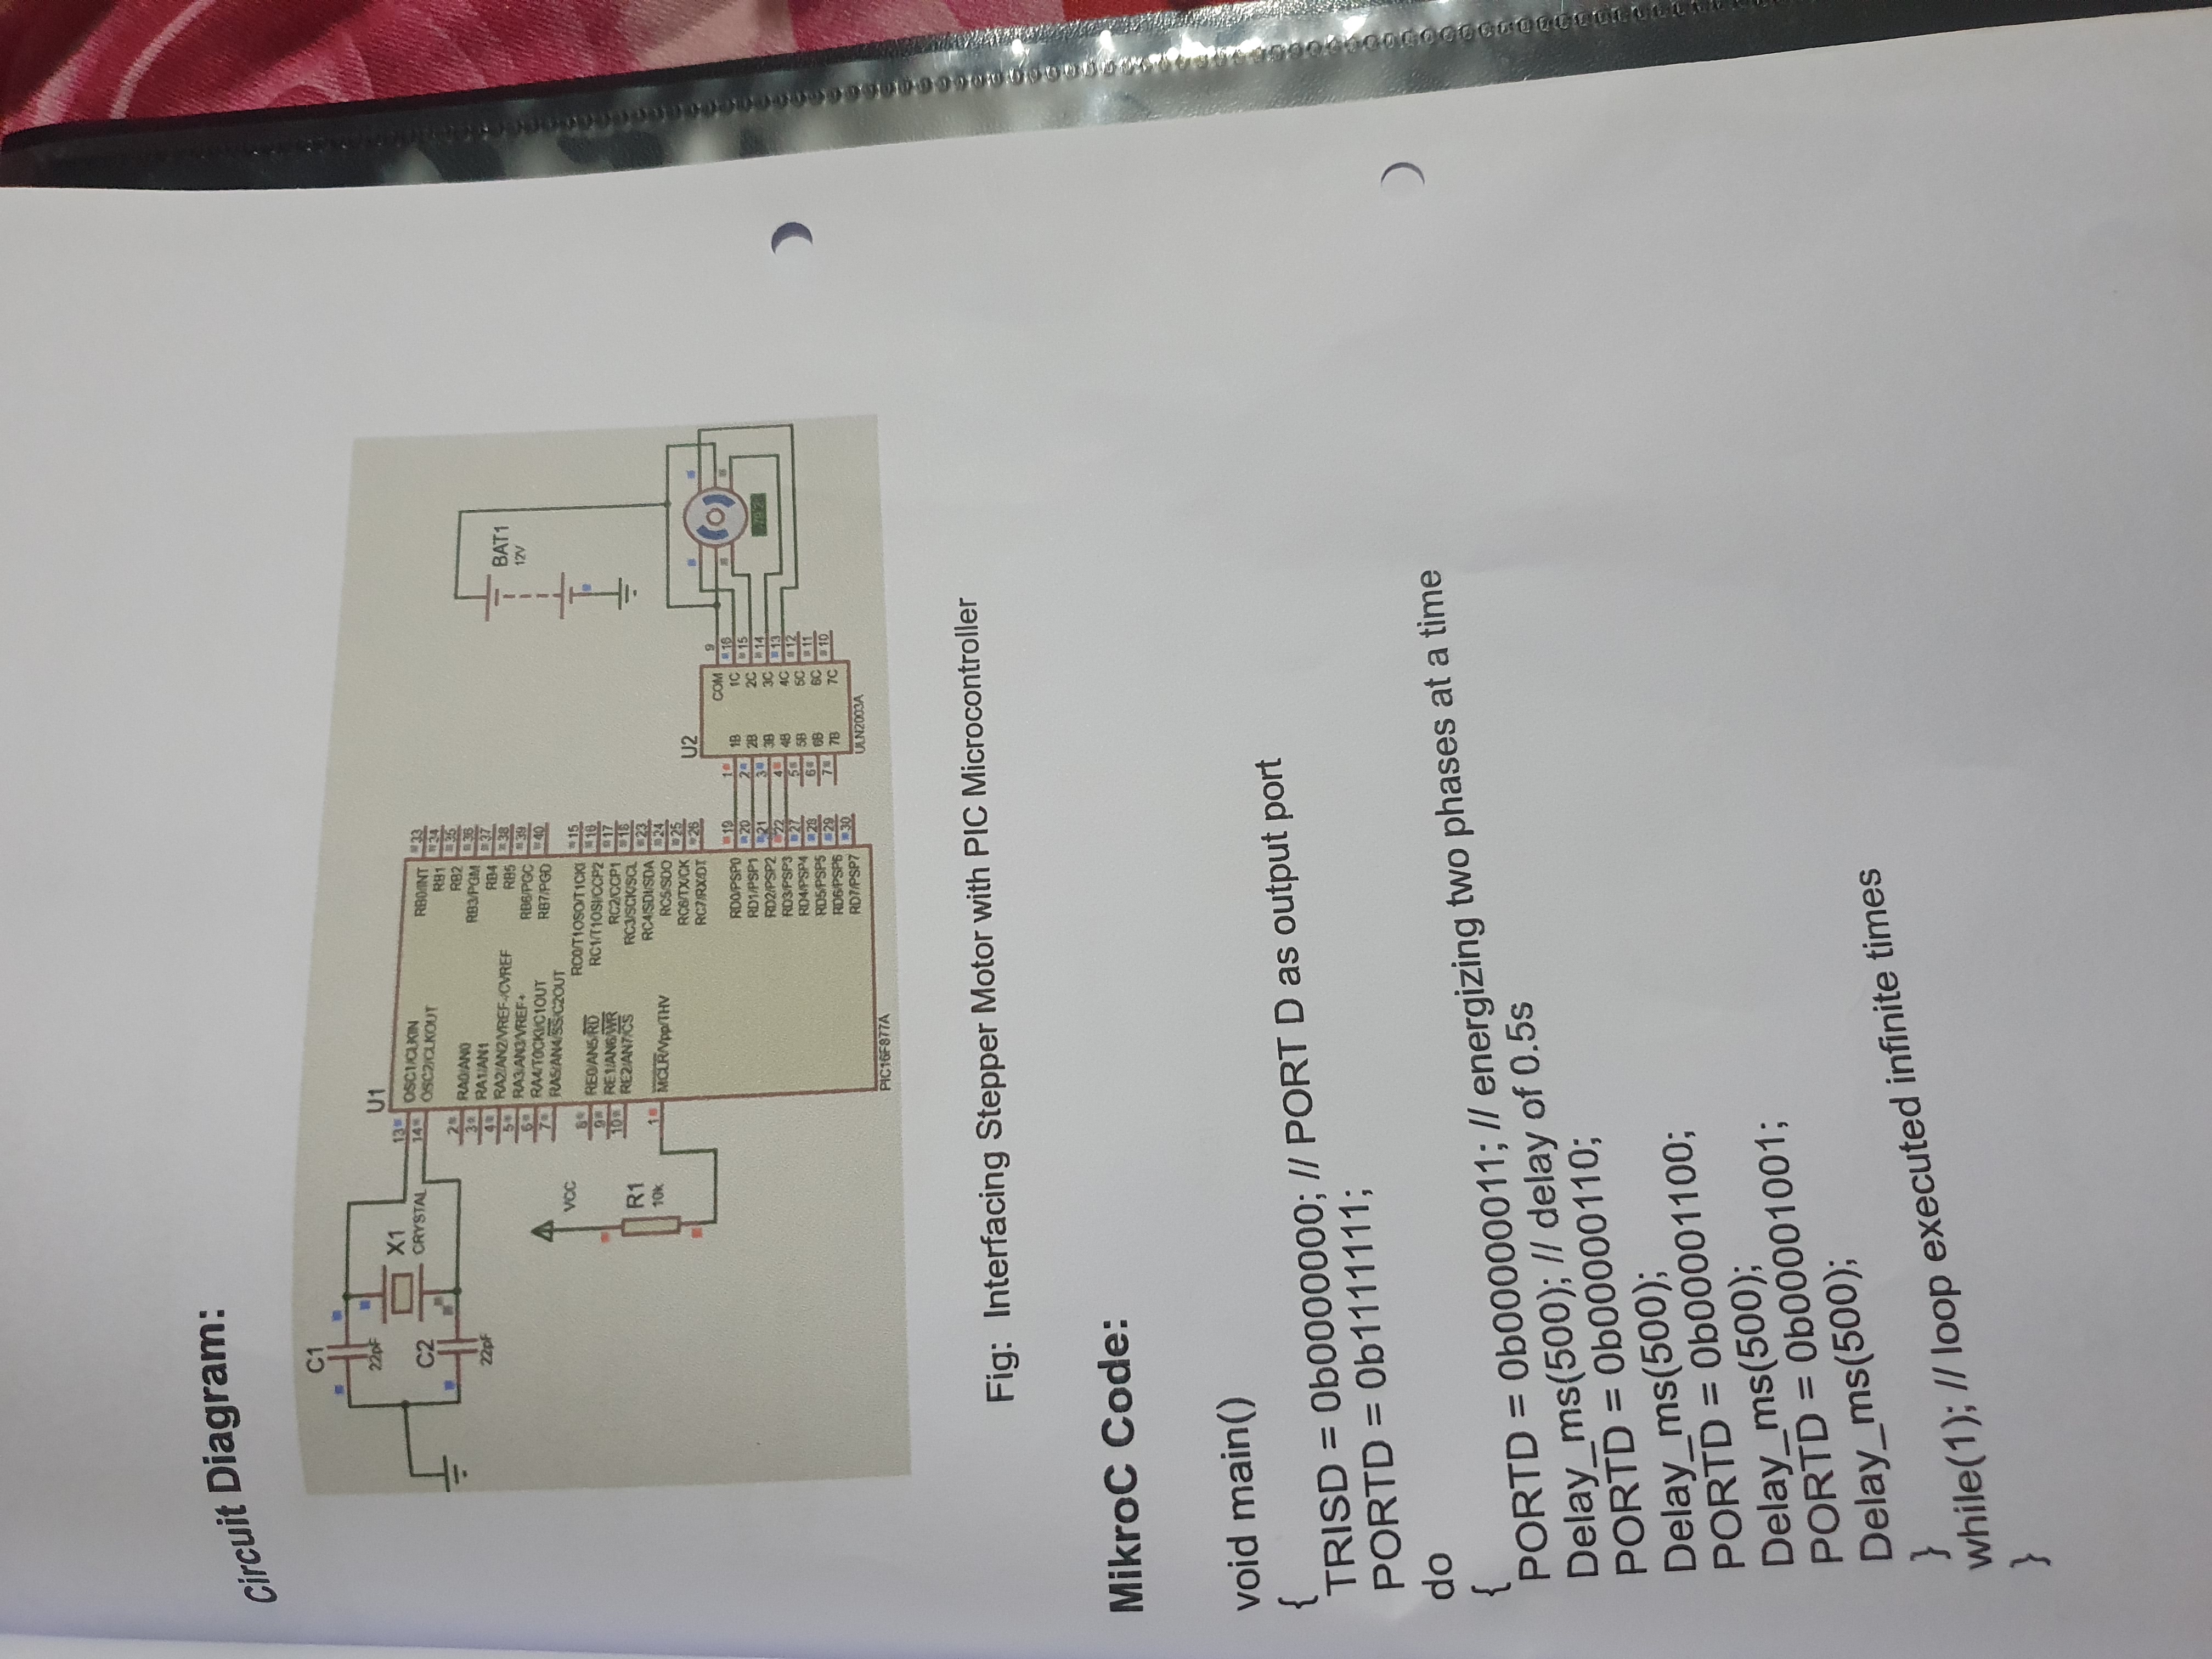 Circuit Diagram:
C1
22pF
X1
CRYSTAL
C2
22pF
VCC
R1
10k
U1
13 OSC1/CLKIN
14 OSC2/CLKOUT
2 RA0/AN0
3 RA1/AN1
4 RA2/AN2/VREF-/CVREF
5 RA3/AN3/VREF+
6 RA4/T0CKI/C1OUT
7 RA5/AN4/SS/C2OUT
8 RE0/AN5/RD
9 RE1/AN6/WR
10 RE2/AN7/CS
1 MCLR/Vpp/THV
RB0/INT 33
RB1 34
RB2 35
RB3/PGM 36
RB4 37
RB5 38
RB6/PGC 39
RB7/PGD 40
RC0/T1OSO/T1CKI 15
RC1/T1OSI/CCP2 16
RC2/CCP1 17
RC3/SCK/SCL 18
RC4/SDI/SDA 23
RC5/SDO 24
RC6/TX/CK 25
RC7/RX/DT 26
RD0/PSP0 19
RD1/PSP1 20
RD2/PSP2 21
RD3/PSP3 22
RD4/PSP4 27
RD5/PSP5 28
RD6/PSP6 29
RD7/PSP7 30
PIC16F877A
U2
COM 9
1 1B 1C 16
2 2B 2C 15
3 3B 3C 14
4 4B 4C 13
5 5B 5C 12
6 6B 6C 11
7 7B 7C 10
ULN2003A
BAT1
12V
Fig: Interfacing Stepper Motor with PIC Microcontroller
MikroC Code:
void main()
{
TRISD = 0b0000000; // PORT D as output port
PORTD = 0b1111111;
do
{
PORTD = 0b00000011; // energizing two phases at a time
Delay_ms(500); // delay of 0.5s
PORTD = 0b00000110;
Delay_ms(500);
PORTD = 0b00001100;
Delay_ms(500);
PORTD = 0b00001001;
Delay_ms(500);
}
while(1); // loop executed infinite times
}